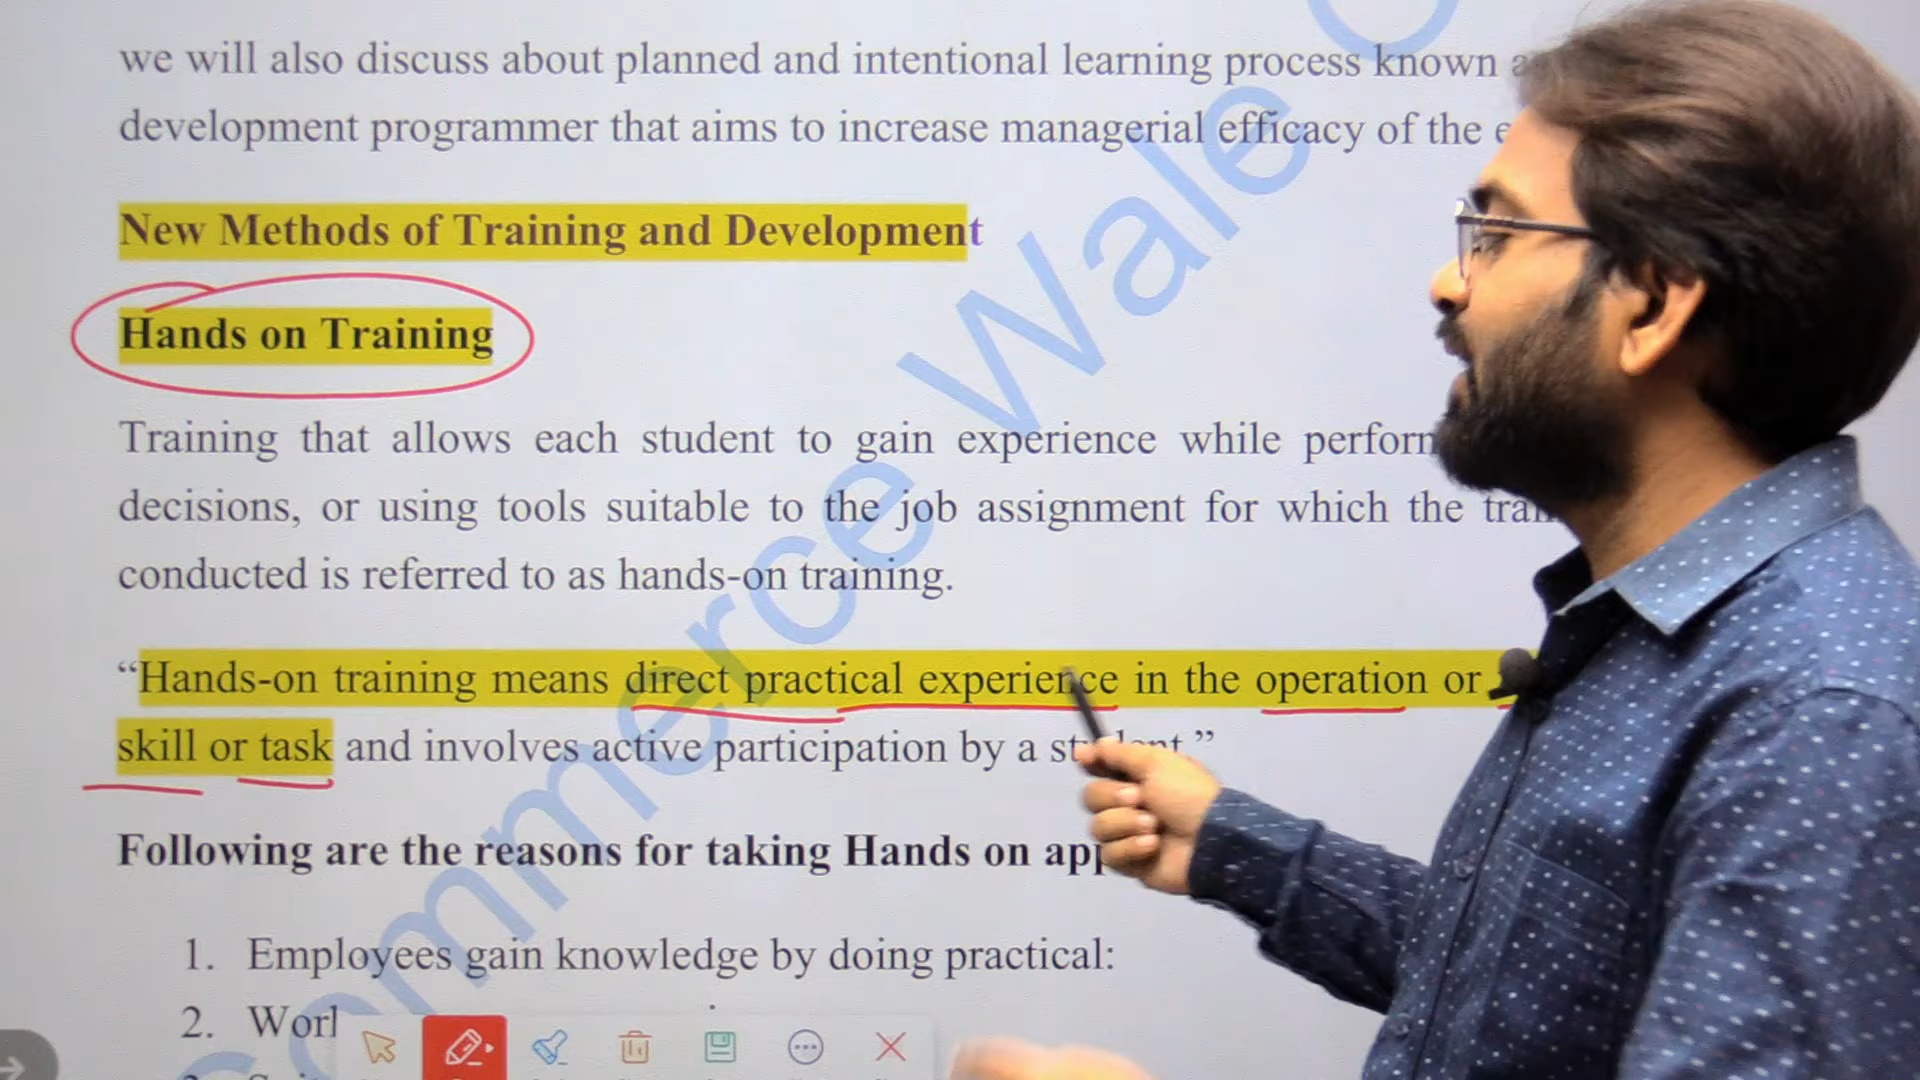 we will also discuss about planned and intentional learning process known
development programmer that aims to increase managerial efficacy of the
New Methods of Training and Development
Hands on Training
Training that allows each student to gain experience while
decisions, or using tools suitable to the job assignment for which the
conducted is referred to as hands-on training.
“Hands-on training means direct practical experience in the operation or
skill or task and involves active participation by a
Following are the reasons for taking Hands on
1. Employees gain knowledge by doing practical:
2.
Commerce Wale